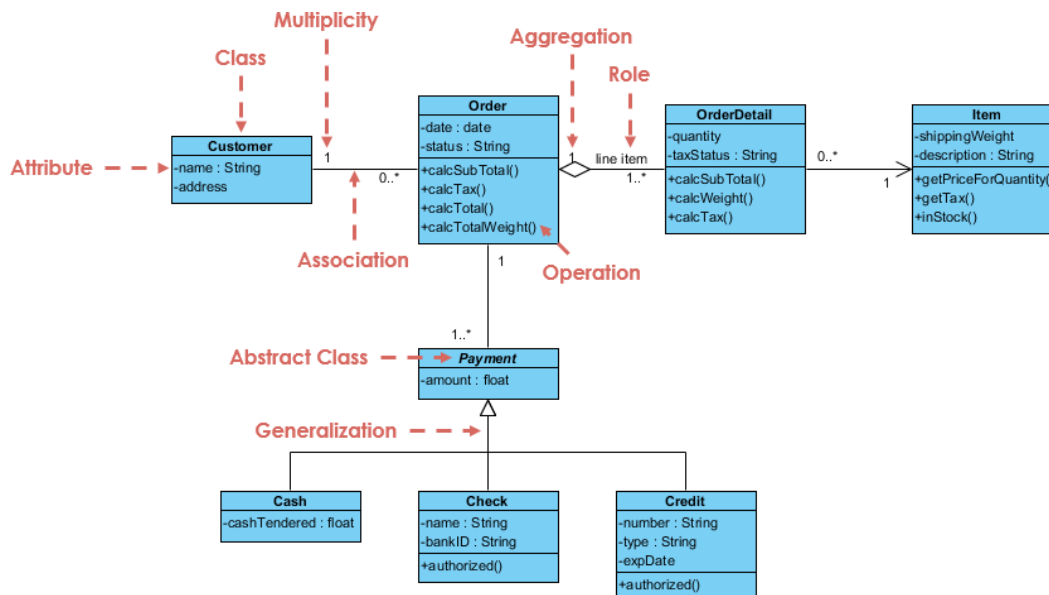 Multiplicity
Aggregation
Class
Role
Attribute
Customer
-name : String
-address
1
0..*
Association
Order
-date : date
-status : String
+calcSubTotal()
+calcTax()
+calcTotal()
+calcTotalWeight()
1
line item
1..*
Operation
OrderDetail
-quantity
-taxStatus : String
+calcSubTotal()
+calcWeight()
+calcTax()
0..*
1
Item
-shippingWeight
-description : String
+getPriceForQuantity(
+getTax()
+inStock()
1
1..*
Abstract Class
Payment
-amount : float
Generalization
Cash
-cashTendered : float
Check
-name : String
-bankID : String
+authorized()
Credit
-number : String
-type : String
-expDate
+authorized()